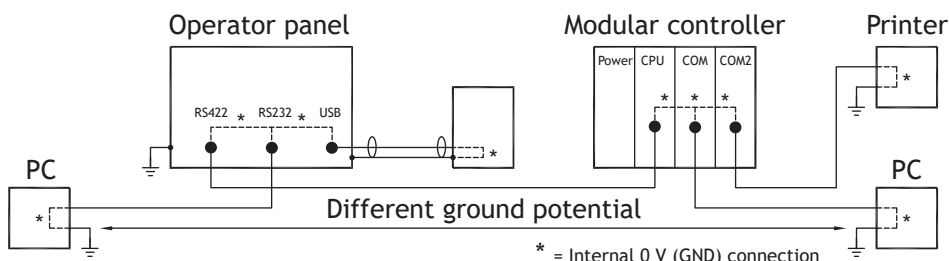 Operator panel
Modular controller
Printer
Power
CPU
COM
COM2
*
*
*
*
RS422
*
RS232
*
USB
*
PC
*
PC
*
Different ground potential
* = Internal 0 V (GND) connection